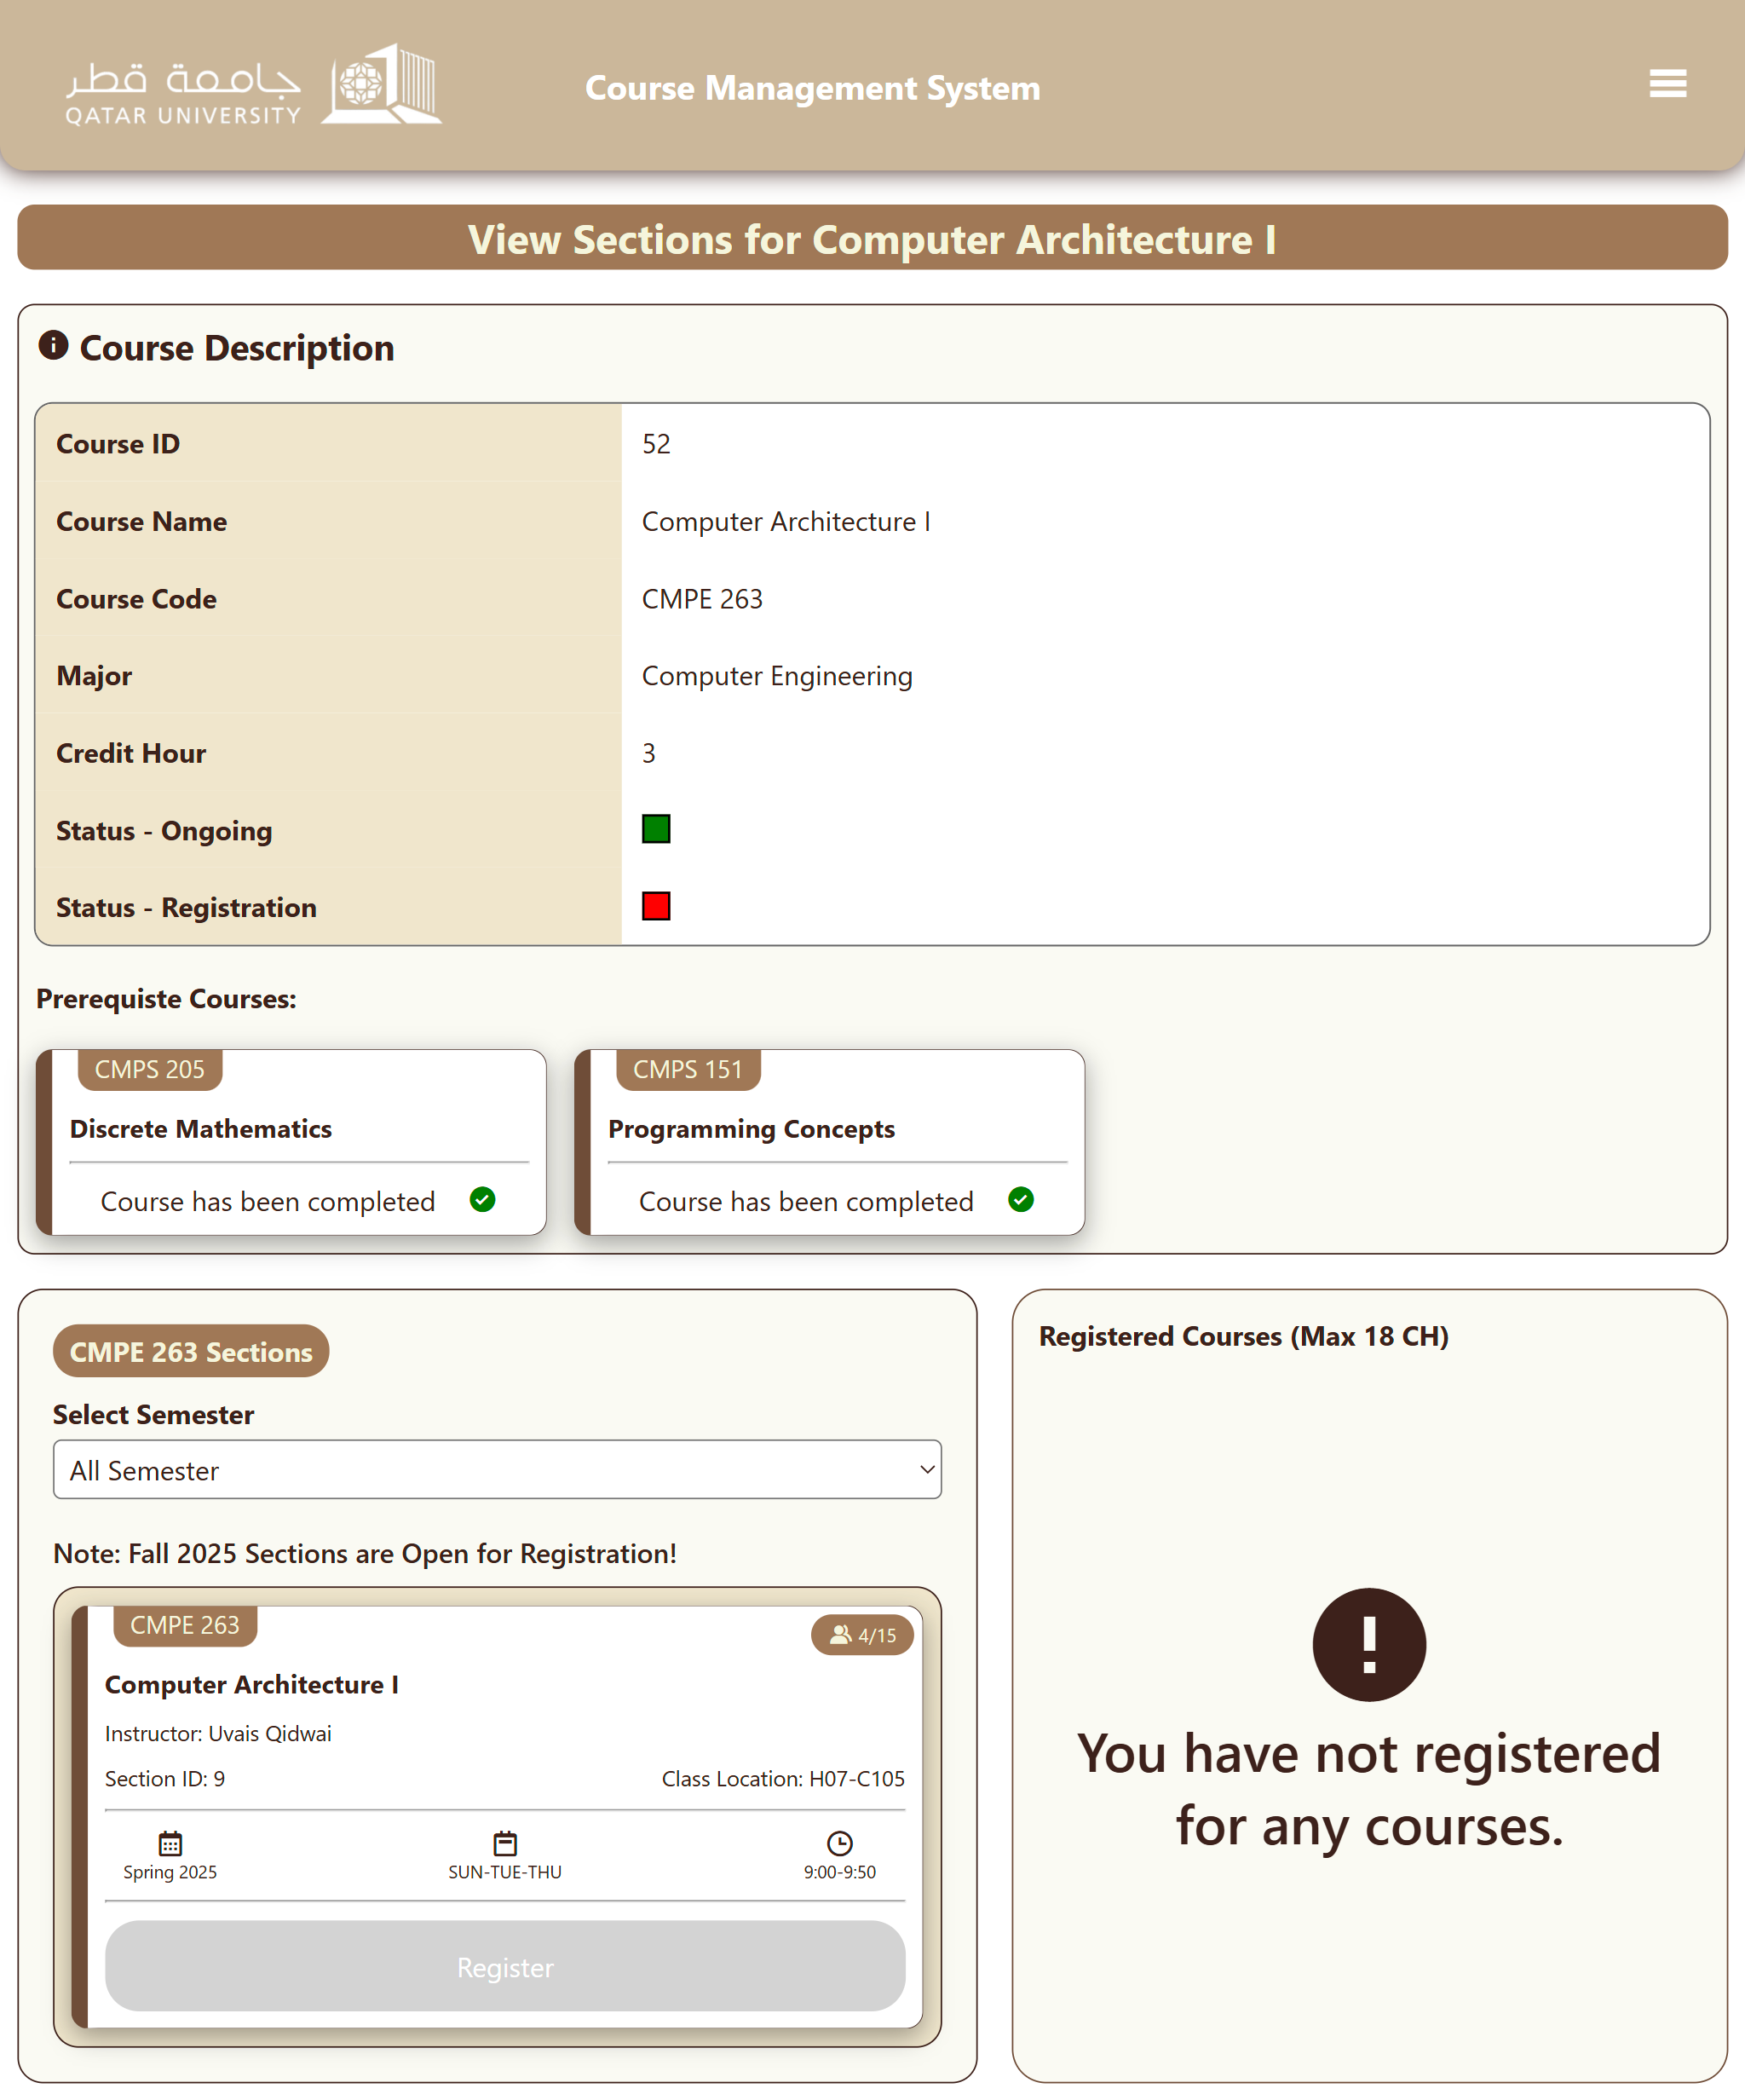 جامعة قطر
QATAR UNIVERSITY
Course Management System
View Sections for Computer Architecture I
Course Description
Course ID 52
Course Name Computer Architecture I
Course Code CMPE 263
Major Computer Engineering
Credit Hour 3
Status - Ongoing
Status - Registration
Prerequiste Courses:
CMPS 205
Discrete Mathematics
Course has been completed
CMPS 151
Programming Concepts
Course has been completed
CMPE 263 Sections
Select Semester
All Semester
Note: Fall 2025 Sections are Open for Registration!
CMPE 263
4/15
Computer Architecture I
Instructor: Uvais Qidwai
Section ID: 9 Class Location: H07-C105
Spring 2025 SUN-TUE-THU 9:00-9:50
Register
Registered Courses (Max 18 CH)
You have not registered
for any courses.